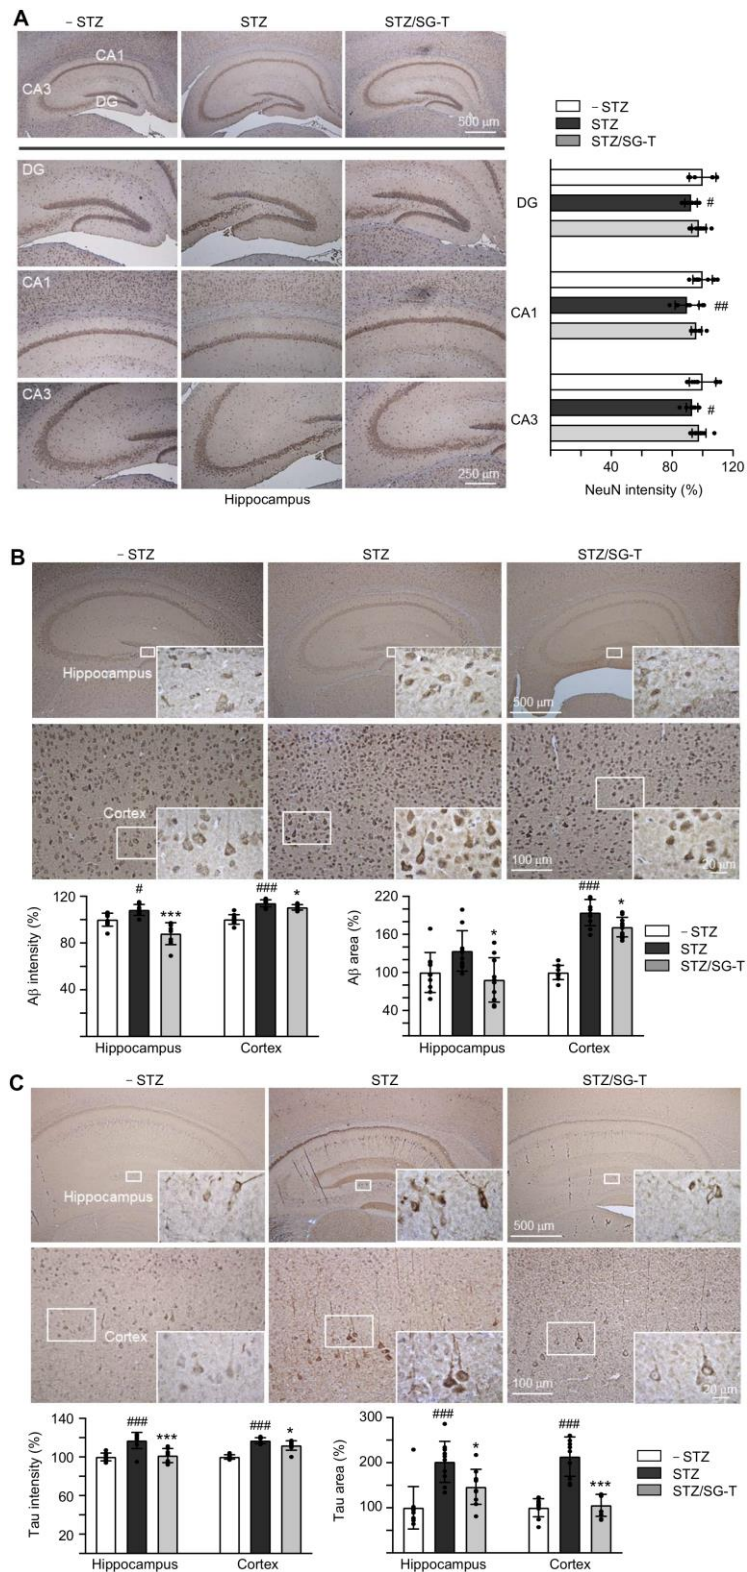 A
− STZ STZ STZ/SG-T
CA1
CA3
DG
500 μm
− STZ
STZ
STZ/SG-T
DG
CA1
CA3
250 μm
Hippocampus
DG #
CA1 ##
CA3 #
0 40 80 120
NeuN intensity (%)
B
− STZ STZ STZ/SG-T
Hippocampus
500 μm
Cortex
100 μm
20 μm
Aβ intensity (%)
120
80
40
# *** ### *
Hippocampus Cortex
Aβ area (%)
220
160
100
40
* ### *
Hippocampus Cortex
− STZ
STZ
STZ/SG-T
C
− STZ STZ STZ/SG-T
Hippocampus
500 μm
Cortex
100 μm
20 μm
Tau intensity (%)
140
100
60
20
### *** ### *
Hippocampus Cortex
Tau area (%)
300
200
100
### * ### ***
Hippocampus Cortex
− STZ
STZ
STZ/SG-T